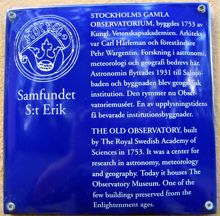 Samfundet
S:t Erik
STOCKHOLMS GAMLA
OBSERVATORIUM, byggdes 1753 av
Kungl. Vetenskapsakademien. Arkitekt
var Carl Hårleman och föreståndare
Pehr Wargentin. Forskning i astronomi,
meteorologi och geografi bedrevs här.
Astronomin flyttades 1931 till Saltsjö-
baden och byggnaden blev geografisk
institution. Den rymmer nu Obser-
vatoriemuséet. En av upplysningstidens
få bevarade institutionsbyggnader.
THE OLD OBSERVATORY, built
by The Royal Swedish Academy of
Sciences in 1753. It was a center for
research in astronomy, meteorology
and geography. Today it houses The
Observatory Museum. One of the
few buildings preserved from the
Enlightenment ages.